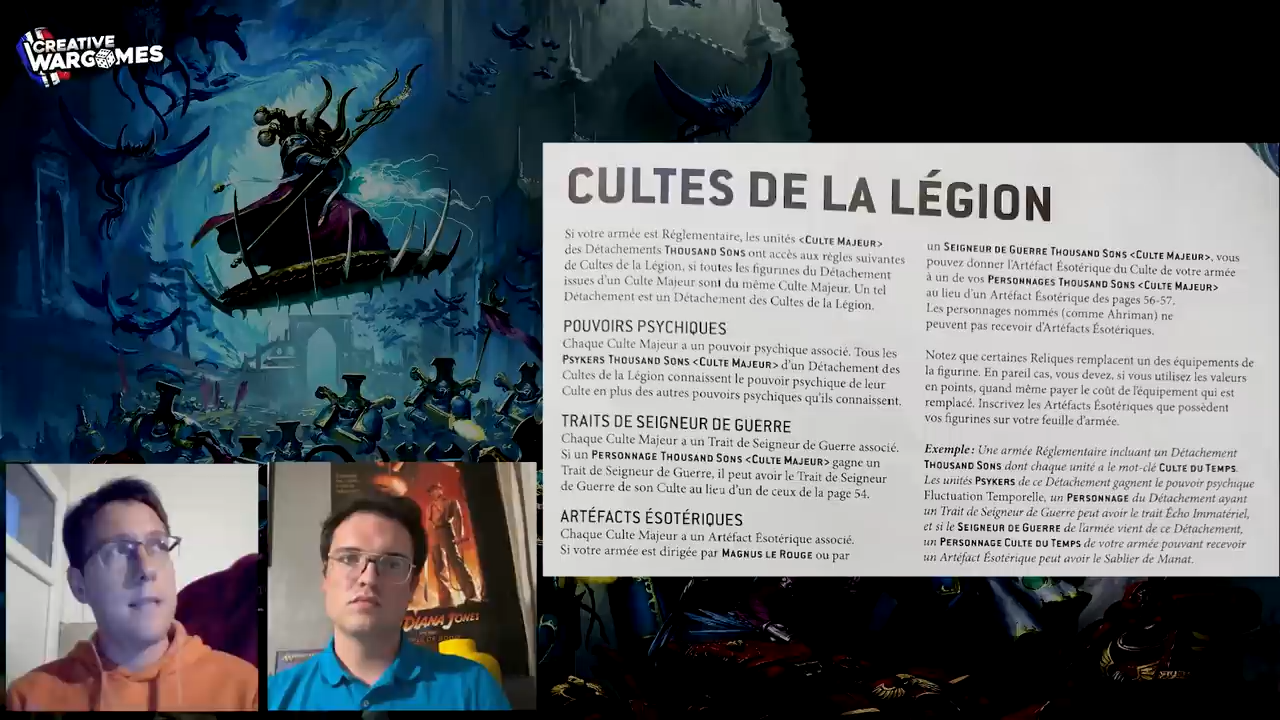 CREATIVE
WARGOMES
CULTES DE LA LÉGION
Si votre armée est Réglementaire, les unités <CULTE MAJEUR>
des Détachements THOUSAND SONS ont accès aux règles suivantes
de Cultes de la Légion, si toutes les figurines du Détachement
issues d'un Culte Majeur sont du même Culte Majeur. Un tel
Détachement est un Détachement des Cultes de la Légion.
POUVOIRS PSYCHIQUES
Chaque Culte Majeur a un pouvoir psychique associé. Tous les
PSYKERS THOUSAND SONS <CULTE MAJEUR> d'un Détachement des
Cultes de la Légion connaissent le pouvoir psychique de leur
Culte en plus des autres pouvoirs psychiques qu'ils connaissent.
TRAITS DE SEIGNEUR DE GUERRE
Chaque Culte Majeur a un Trait de Seigneur de Guerre associé.
Si un PERSONNAGE THOUSAND SONS <CULTE MAJEUR> gagne un
Trait de Seigneur de Guerre, il peut avoir le Trait de Seigneur
de Guerre de son Culte au lieu d'un de ceux de la page 54.
ARTÉFACTS ÉSOTÉRIQUES
Chaque Culte Majeur a un Artéfact Ésotérique associé.
Si votre armée est dirigée par MAGNUS LE ROUGE ou par
un SEIGNEUR DE GUERRE THOUSAND SONS <CULTE MAJEUR>, vous
pouvez donner l'Artéfact Ésotérique du Culte de votre armée
à un de vos PERSONNAGES THOUSAND SONS <CULTE MAJEUR>
au lieu d'un Artéfact Ésotérique des pages 56-57.
Les personnages nommés (comme Ahriman) ne
peuvent pas recevoir d'Artéfacts Ésotériques.
Notez que certaines Reliques remplacent un des équipements de
la figurine. En pareil cas, vous devez, si vous utilisez les valeurs
en points, quand même payer le coût de l'équipement qui est
remplacé. Inscrivez les Artéfacts Ésotériques que possèdent
vos figurines sur votre feuille d'armée.
Exemple : Une armée Réglementaire incluant un Détachement
THOUSAND SONS dont chaque unité a le mot-clé CULTE DU TEMPS.
Les unités PSYKERS de ce Détachement gagnent le pouvoir psychique
Fluctuation Temporelle, un PERSONNAGE du Détachement ayant
un Trait de Seigneur de Guerre peut avoir le trait Écho Immatériel,
et si le SEIGNEUR DE GUERRE de l'armée vient de ce Détachement,
un PERSONNAGE CULTE DU TEMPS de votre armée pouvant recevoir
un Artéfact Ésotérique peut avoir le Sablier de Manat.
DIANA JONES